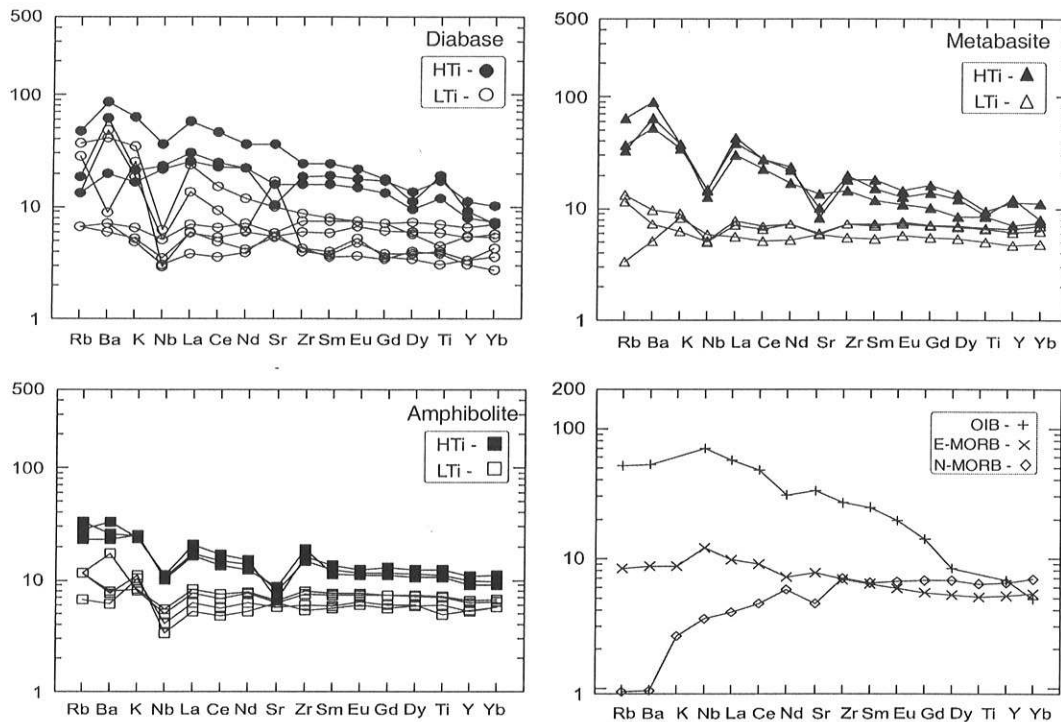 500
100
10
1
Diabase
HTi -
LTi -
Rb Ba K Nb La Ce Nd Sr Zr Sm Eu Gd Dy Ti Y Yb
500
100
10
1
Metabasite
HTi -
LTi -
Rb Ba K Nb La Ce Nd Sr Zr Sm Eu Gd Dy Ti Y Yb
500
100
10
1
Amphibolite
HTi -
LTi -
Rb Ba K Nb La Ce Nd Sr Zr Sm Eu Gd Dy Ti Y Yb
200
100
10
1
OIB -
E-MORB -
N-MORB -
Rb Ba K Nb La Ce Nd Sr Zr Sm Eu Gd Dy Ti Y Yb